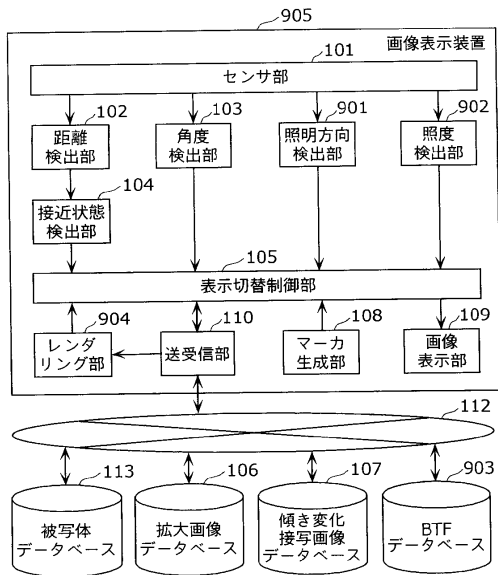 905
画像表示装置
101
センサ部
102
103
901
902
距離
検出部
角度
検出部
照明方向
検出部
照度
検出部
104
接近状態
検出部
105
表示切替制御部
904
110
108
109
レンダ
リング部
送受信部
マーカ
生成部
画像
表示部
112
113
106
107
903
被写体
データベース
拡大画像
データベース
傾き変化
接写画像
データベース
BTF
データベース